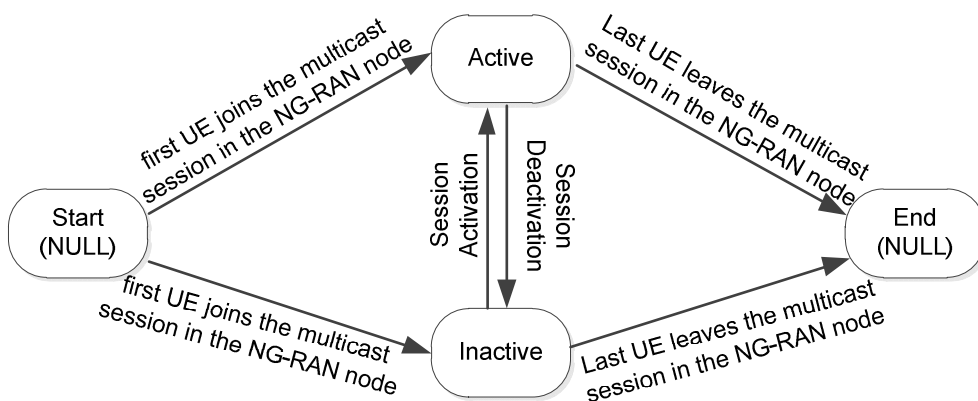 Active
first UE joins the multicast
session in the NG-RAN node
Last UE leaves the multicast
session in the NG-RAN node
Start
(NULL)
Session
Activation
Session
Deactivation
End
(NULL)
first UE joins the multicast
session in the NG-RAN node
Inactive
Last UE leaves the multicast
session in the NG-RAN node